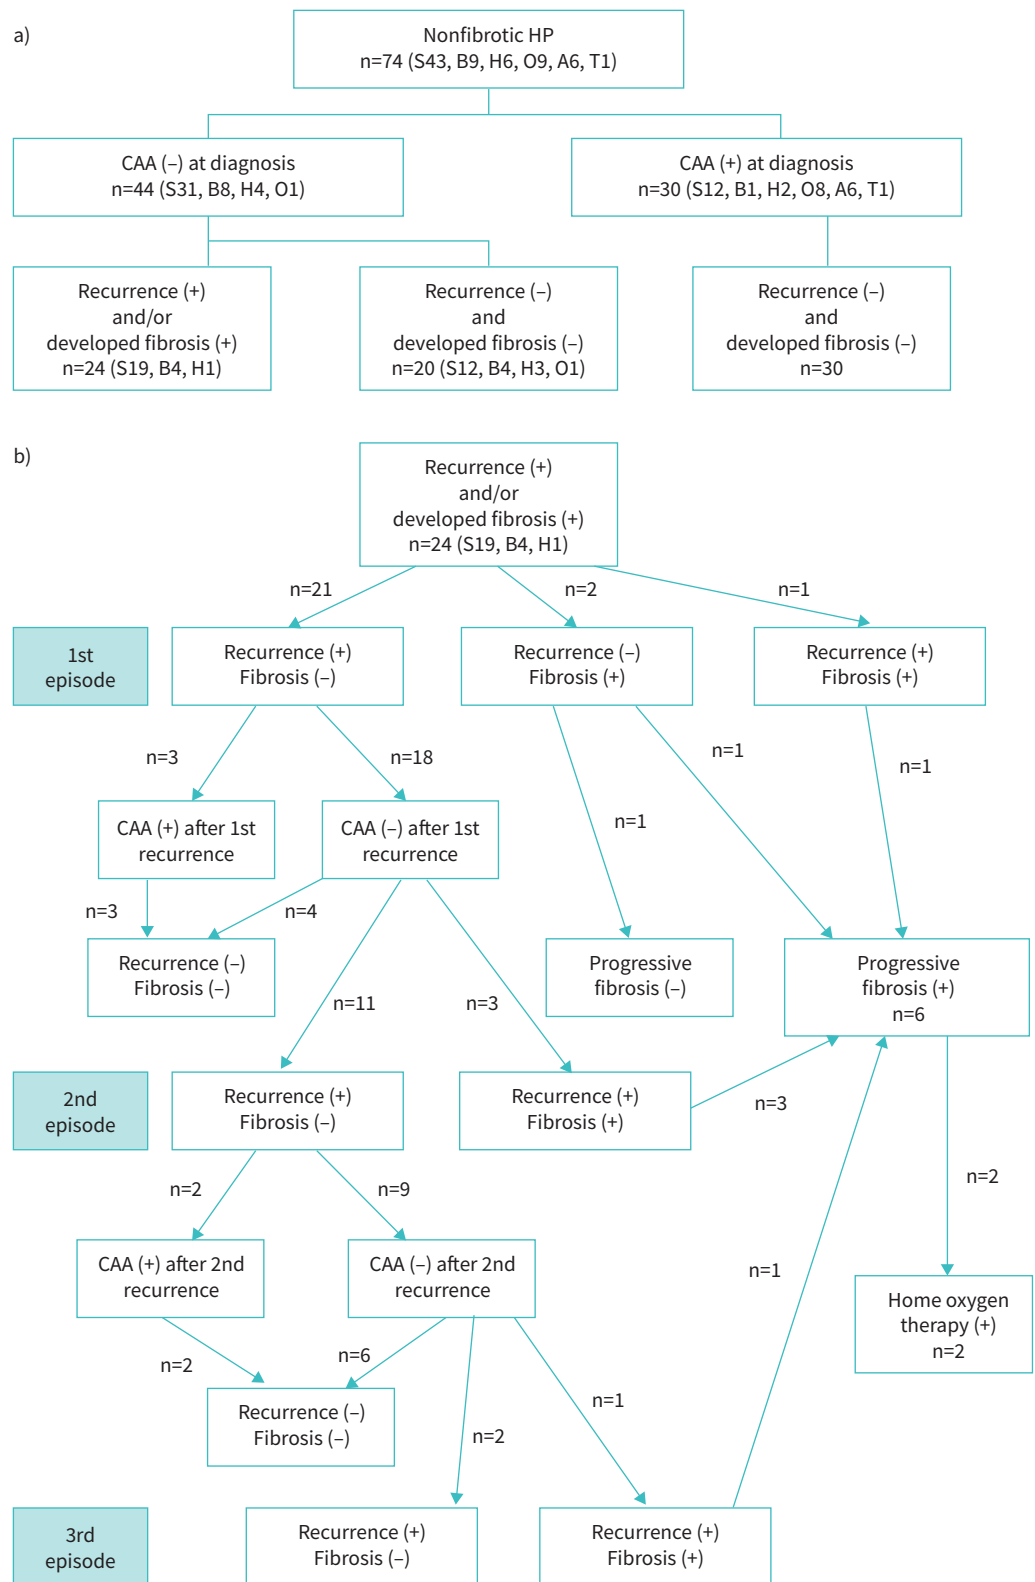 a)
Nonfibrotic HP
n=74 (S43, B9, H6, O9, A6, T1)
CAA (–) at diagnosis
n=44 (S31, B8, H4, O1)
CAA (+) at diagnosis
n=30 (S12, B1, H2, O8, A6, T1)
Recurrence (+)
and/or
developed fibrosis (+)
n=24 (S19, B4, H1)
Recurrence (–)
and
developed fibrosis (–)
n=20 (S12, B4, H3, O1)
Recurrence (–)
and
developed fibrosis (–)
n=30
b)
Recurrence (+)
and/or
developed fibrosis (+)
n=24 (S19, B4, H1)
n=21
n=2
n=1
1st
episode
Recurrence (+)
Fibrosis (–)
Recurrence (–)
Fibrosis (+)
Recurrence (+)
Fibrosis (+)
n=3
n=18
n=1
n=1
CAA (+) after 1st
recurrence
CAA (–) after 1st
recurrence
n=1
n=3
n=4
Recurrence (–)
Fibrosis (–)
Progressive
fibrosis (–)
Progressive
fibrosis (+)
n=6
n=11
n=3
2nd
episode
Recurrence (+)
Fibrosis (–)
Recurrence (+)
Fibrosis (+)
n=3
n=2
n=9
n=2
CAA (+) after 2nd
recurrence
CAA (–) after 2nd
recurrence
n=1
Home oxygen
therapy (+)
n=2
n=2
n=6
n=1
Recurrence (–)
Fibrosis (–)
n=2
3rd
episode
Recurrence (+)
Fibrosis (–)
Recurrence (+)
Fibrosis (+)